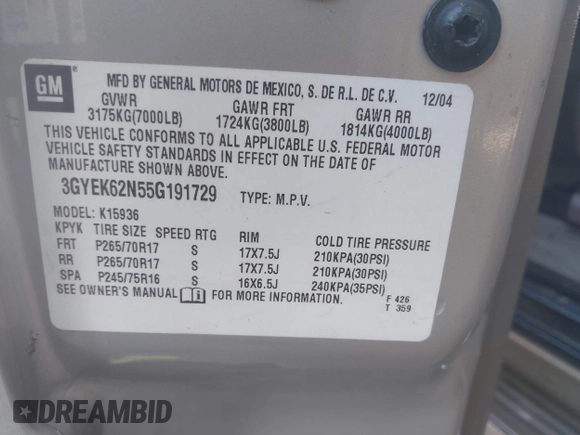 GM
MFD BY GENERAL MOTORS DE MEXICO, S. DE R.L. DE C.V. 12/04
GVWR GAWR FRT GAWR RR
3175KG(7000LB) 1724KG(3800LB) 1814KG(4000LB)
THIS VEHICLE CONFORMS TO ALL APPLICABLE U.S. FEDERAL MOTOR
VEHICLE SAFETY STANDARDS IN EFFECT ON THE DATE OF
MANUFACTURE SHOWN ABOVE.
3GYEK62N55G191729 TYPE: M.P.V.
MODEL: K15936
KPYK TIRE SIZE SPEED RTG RIM COLD TIRE PRESSURE
FRT P265/70R17 S 17X7.5J 210KPA(30PSI)
RR P265/70R17 S 17X7.5J 210KPA(30PSI)
SPA P245/75R16 S 16X6.5J 240KPA(35PSI)
SEE OWNER'S MANUAL FOR MORE INFORMATION.
F 426
T 359
DREAMBID